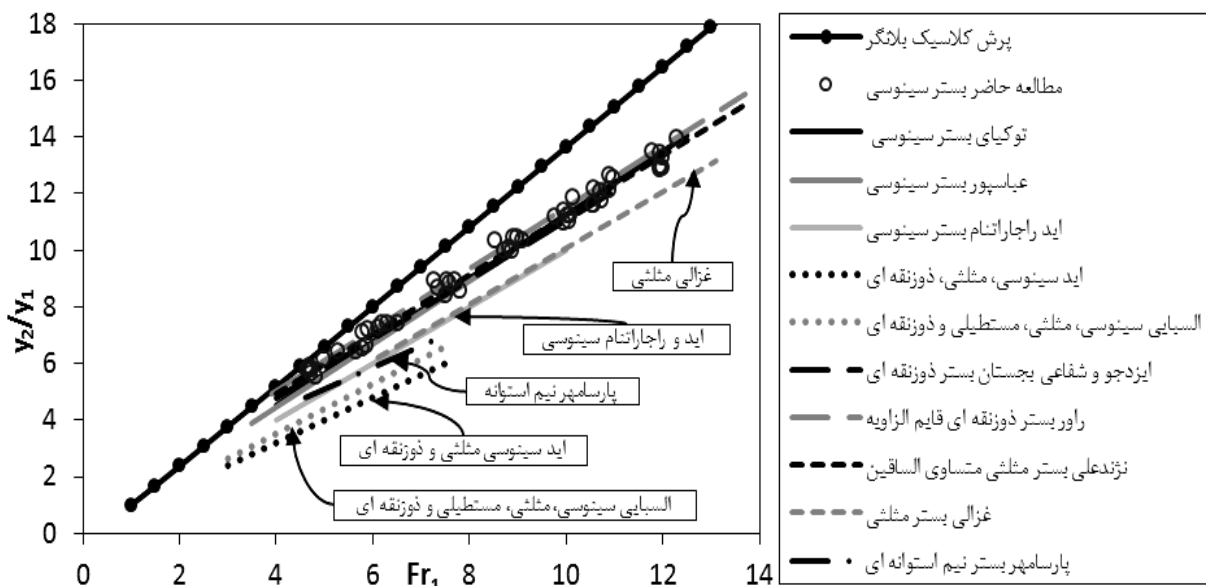 18
16
14
12
10
8
6
4
2
0
y₂/y₁
0 2 4 6 8 10 12 14
Fr₁
غزالی مثلثی
اید و راجاراتنام سینوسی
پارسامهر نیم استوانه
اید سینوسی مثلثی و ذوزنقه ای
السبایی سینوسی، مثلثی، مستطیلی و ذوزنقه ای
پرش کلاسیک بلانگر
مطالعه حاضر بستر سینوسی
توکیای بستر سینوسی
عباسپور بستر سینوسی
اید راجاراتنام بستر سینوسی
اید سینوسی، مثلثی، ذوزنقه ای
السبایی سینوسی، مثلثی، مستطیلی و ذوزنقه ای
ایزدجو و شفاعی بجستان بستر ذوزنقه ای
راور بستر ذوزنقه ای قایم الزاویه
نژندعلی بستر مثلثی متساوی الساقین
غزالی بستر مثلثی
پارسامهر بستر نیم استوانه ای